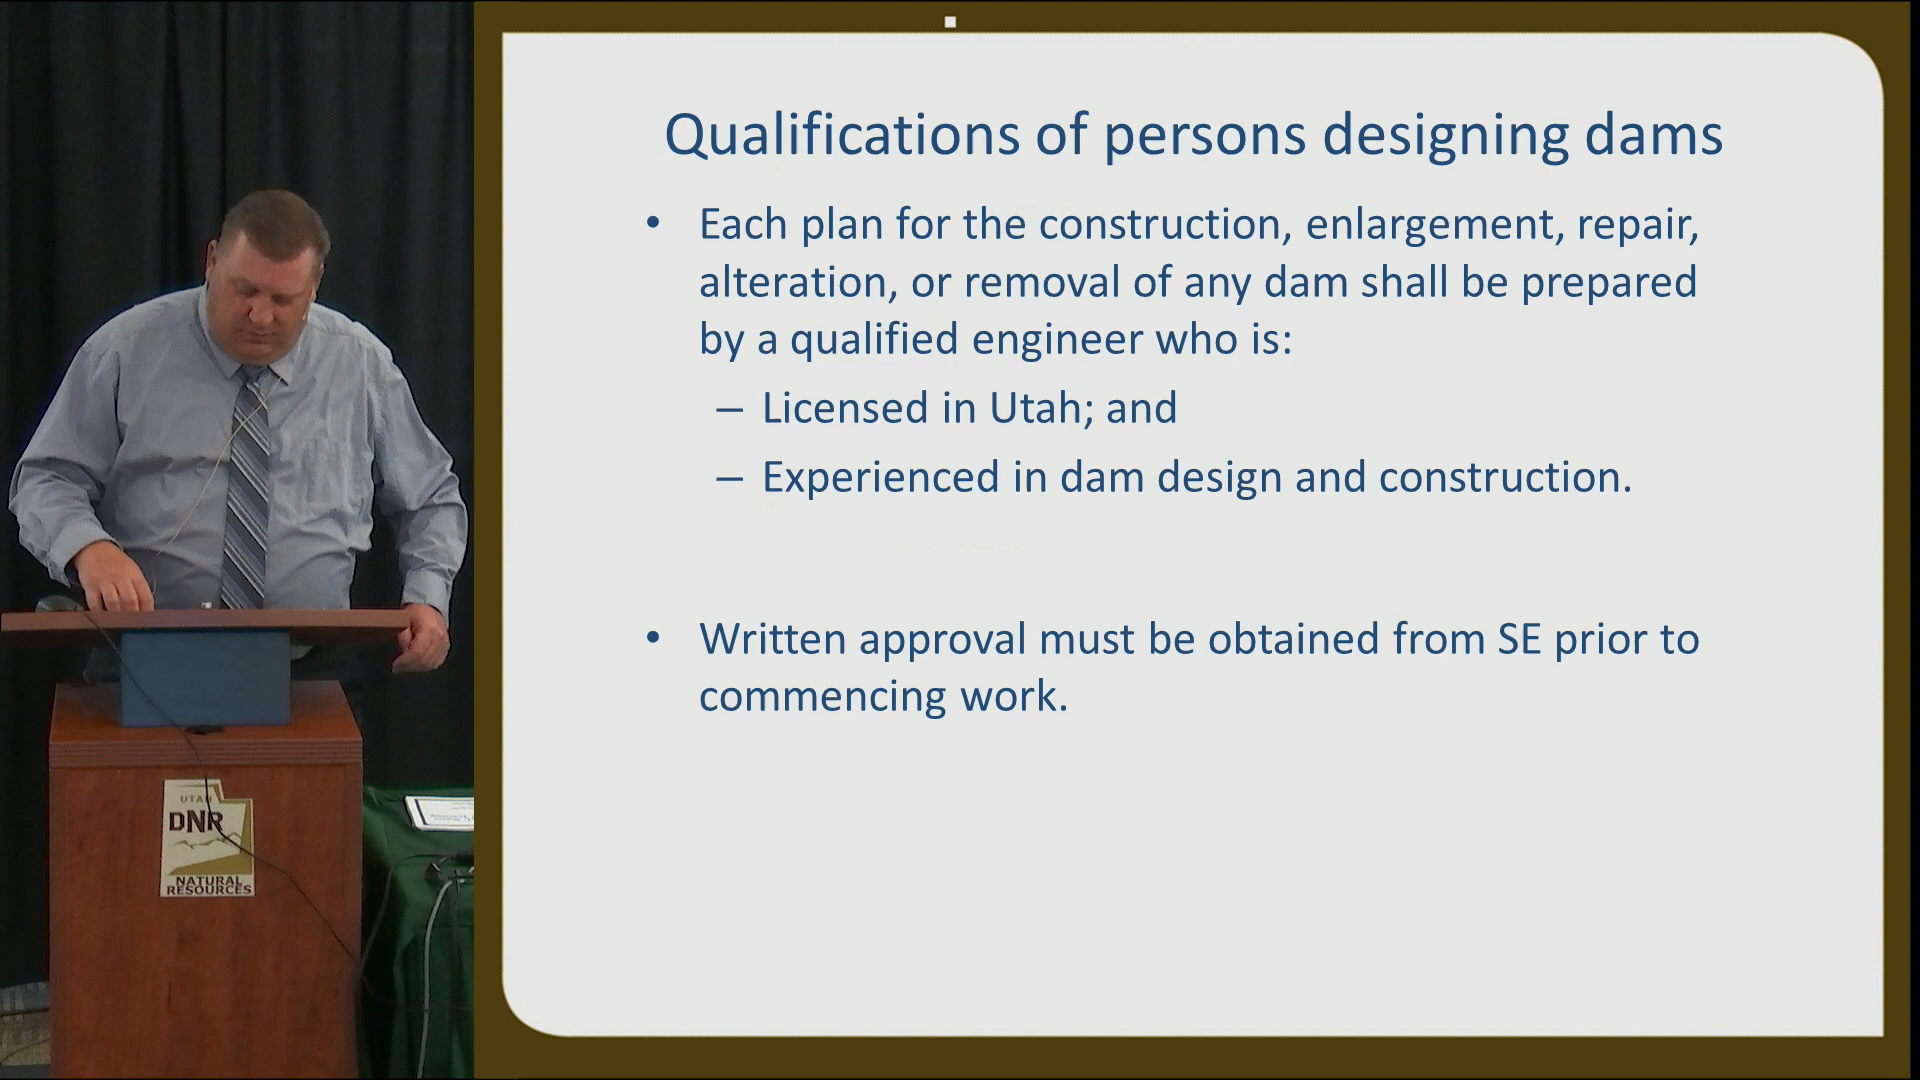 Qualifications of persons designing dams
• Each plan for the construction, enlargement, repair,
alteration, or removal of any dam shall be prepared
by a qualified engineer who is:
– Licensed in Utah; and
– Experienced in dam design and construction.
• Written approval must be obtained from SE prior to
commencing work.
UTAH
DNR
NATURAL
RESOURCES